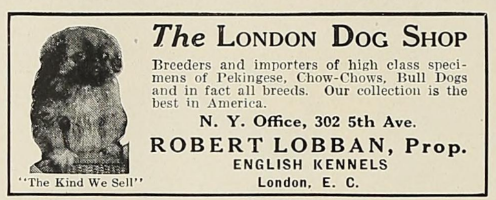 The LONDON DOG SHOP
Breeders and importers of high class speci-
mens of Pekingese, Chow-Chows, Bull Dogs
and in fact all breeds. Our collection is the
best in America.
N. Y. Office, 302 5th Ave.
ROBERT LOBBAN, Prop.
ENGLISH KENNELS
London, E. C.
"The Kind We Sell"